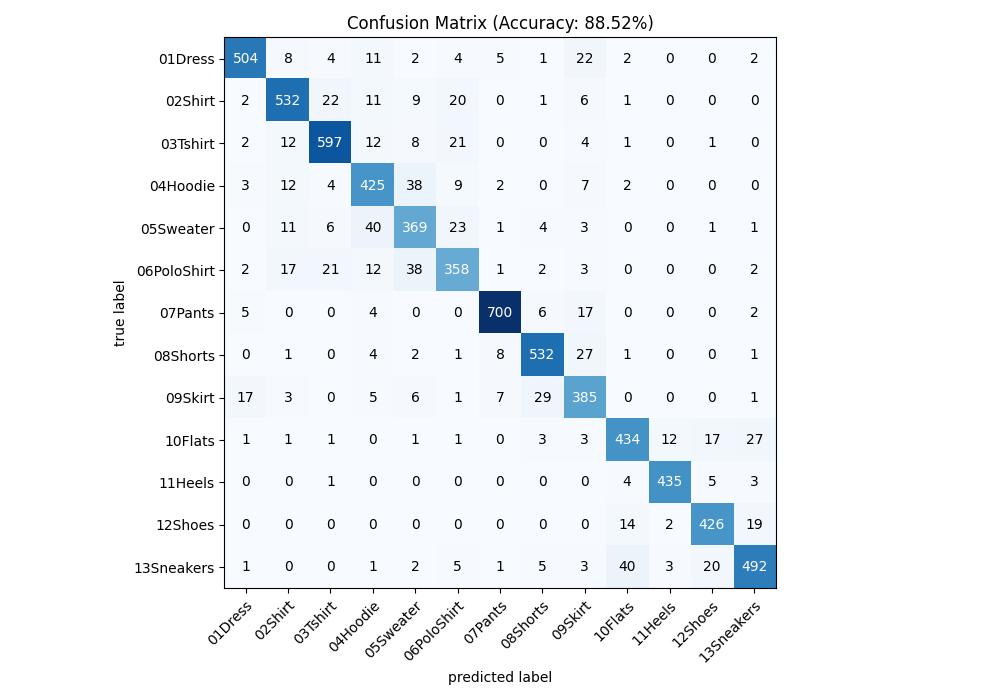 Confusion Matrix (Accuracy: 88.52%)
01Dress 504 8 4 11 2 4 5 1 22 2 0 0 2
02Shirt 2 532 22 11 9 20 0 1 6 1 0 0 0
03Tshirt 2 12 597 12 8 21 0 0 4 1 0 1 0
04Hoodie 3 12 4 425 38 9 2 0 7 2 0 0 0
05Sweater 0 11 6 40 369 23 1 4 3 0 0 1 1
06PoloShirt 2 17 21 12 38 358 1 2 3 0 0 0 2
07Pants 5 0 0 4 0 0 700 6 17 0 0 0 2
08Shorts 0 1 0 4 2 1 8 532 27 1 0 0 1
09Skirt 17 3 0 5 6 1 7 29 385 0 0 0 1
10Flats 1 1 1 0 1 1 0 3 3 434 12 17 27
11Heels 0 0 1 0 0 0 0 0 0 4 435 5 3
12Shoes 0 0 0 0 0 0 0 0 0 14 2 426 19
13Sneakers 1 0 0 1 2 5 1 5 3 40 3 20 492
true label
01Dress 02Shirt 03Tshirt 04Hoodie 05Sweater 06PoloShirt 07Pants 08Shorts 09Skirt 10Flats 11Heels 12Shoes 13Sneakers
predicted label